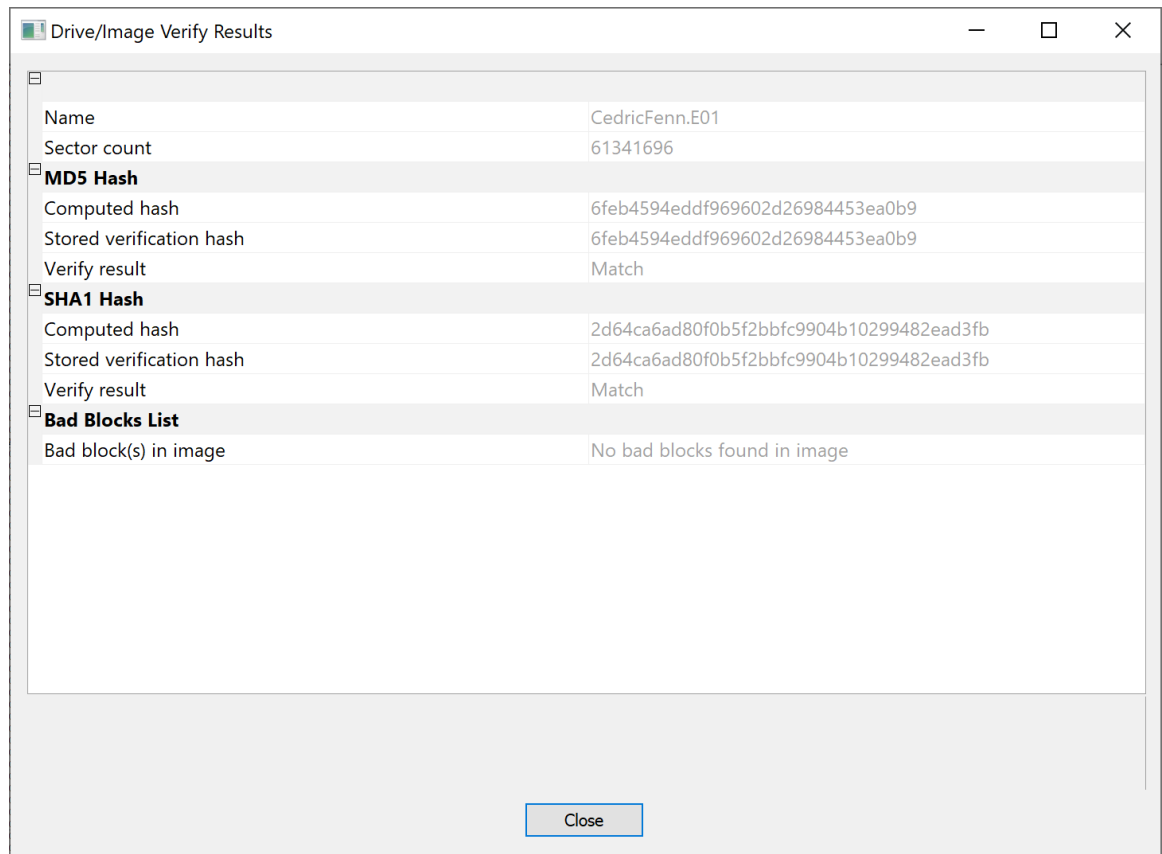 Drive/Image Verify Results
Name CedricFenn.E01
Sector count 61341696
MD5 Hash
Computed hash 6feb4594eddf969602d26984453ea0b9
Stored verification hash 6feb4594eddf969602d26984453ea0b9
Verify result Match
SHA1 Hash
Computed hash 2d64ca6ad80f0b5f2bbfc9904b10299482ead3fb
Stored verification hash 2d64ca6ad80f0b5f2bbfc9904b10299482ead3fb
Verify result Match
Bad Blocks List
Bad block(s) in image No bad blocks found in image
Close